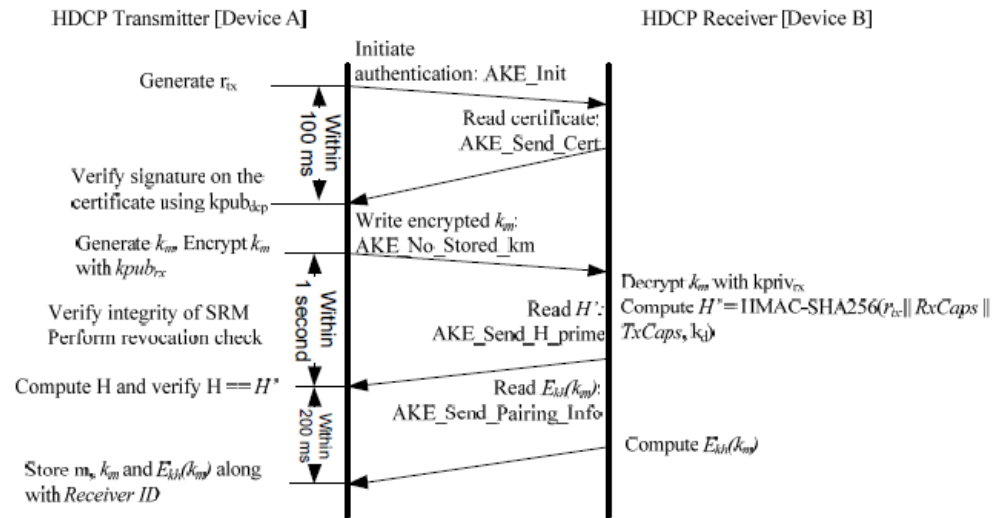 HDCP Transmitter [Device A]
HDCP Receiver [Device B]
Initiate
authentication: AKE_Init
Generate rtx
Within
100 ms
Read certificate:
AKE_Send_Cert
Verify signature on the
certificate using kpubdcp
Write encrypted km:
AKE_No_Stored_km
Generate km, Encrypt km
with kpubrx
Decrypt km with kprivrx
Within
1 second
Read H':
AKE_Send_H_prime
Compute H' = HMAC-SHA256(rtx || RxCaps ||
TxCaps, kd)
Verify integrity of SRM
Perform revocation check
Compute H and verify H == H'
Within
200 ms
Read Ekh(km):
AKE_Send_Pairing_Info
Compute Ekh(km)
Store m, km and Ekh(km) along
with Receiver ID